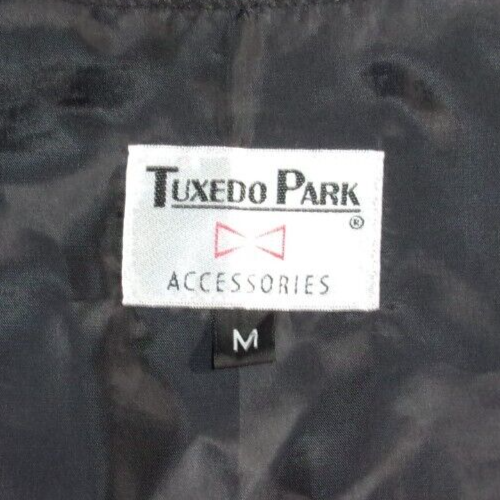 TUXEDO PARK
®
ACCESSORIES
M